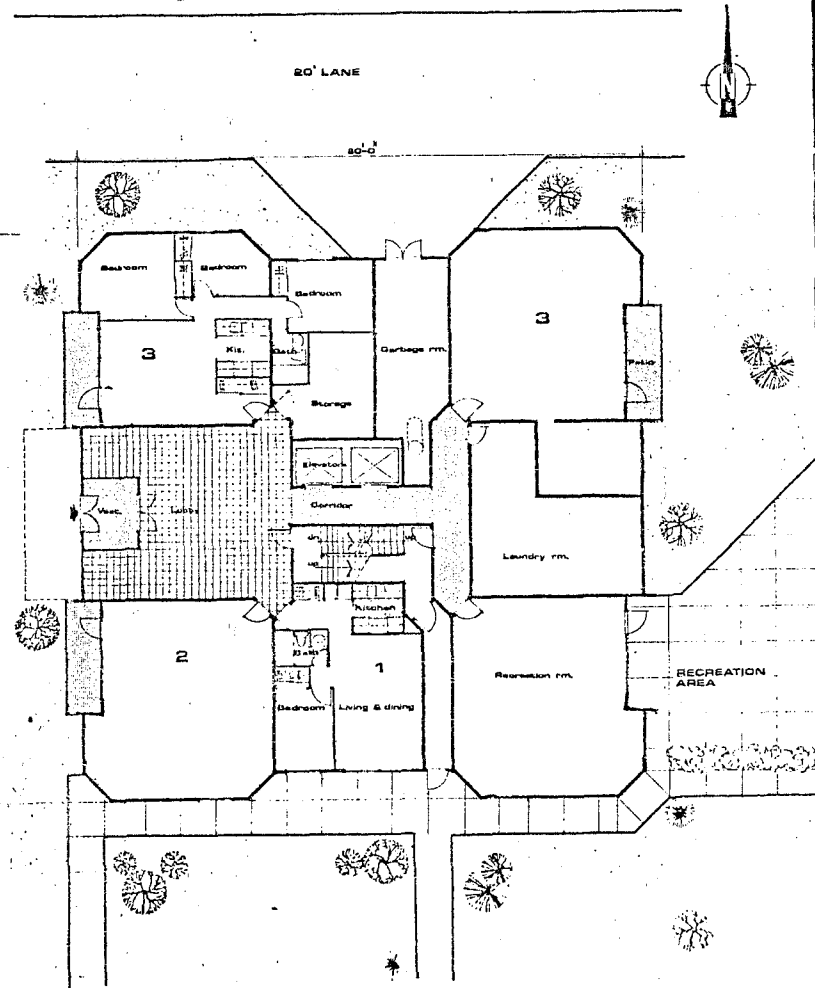 20' LANE
N
20'-0"
Bedroom
Bedroom
Bedroom
3
Kit.
Bath
Garbage rm.
3
Patio
Storage
Elevators
Vest.
Lobby
Corridor
dn.
up
up
Laundry rm.
Kitchen
Bath
2
1
Bedroom
Living & dining
Recreation rm.
RECREATION
AREA